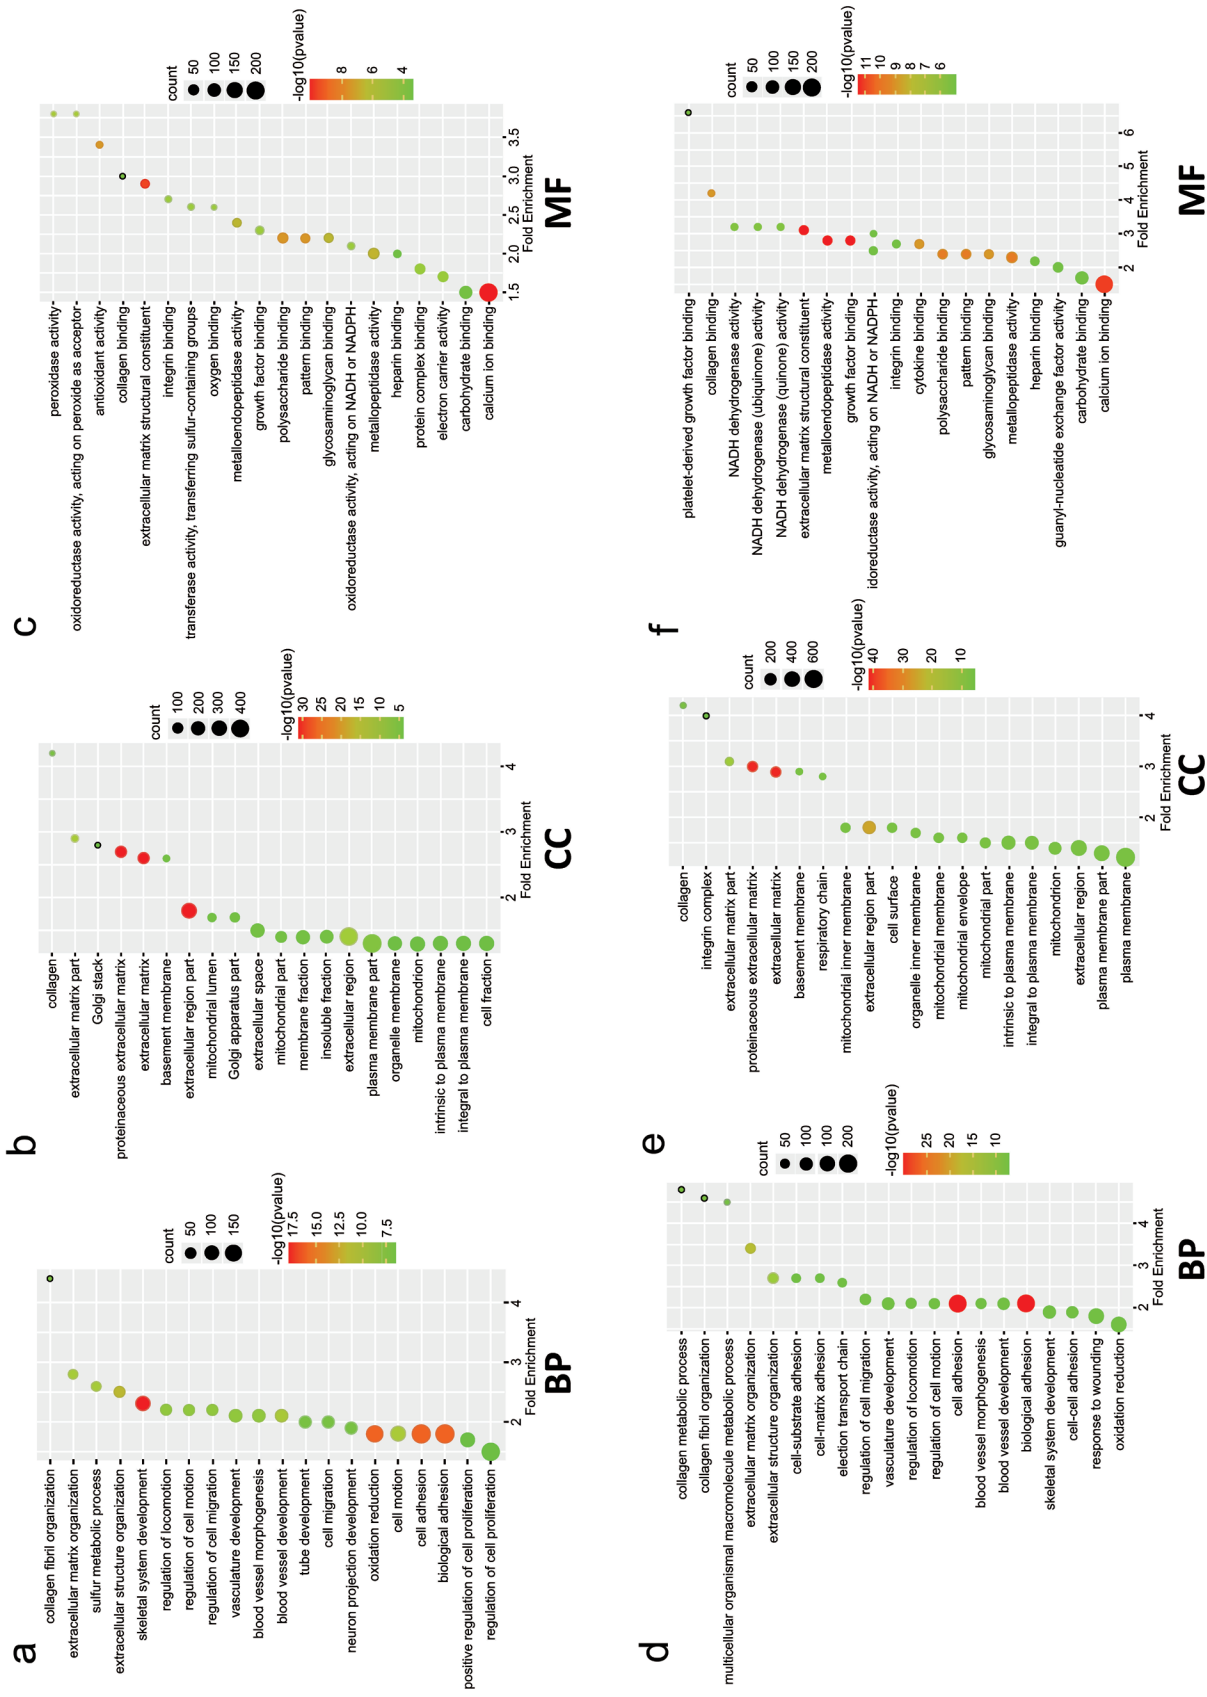 a
collagen fibril organization
extracellular matrix organization
sulfur metabolic process
extracellular structure organization
skeletal system development
regulation of locomotion
regulation of cell motion
regulation of cell migration
vasculature development
blood vessel morphogenesis
blood vessel development
tube development
cell migration
neuron projection development
oxidation reduction
cell motion
cell adhesion
biological adhesion
positive regulation of cell proliferation
regulation of cell proliferation
2
3
4
Fold Enrichment
count
50
100
150
-log10(pvalue)
17.5
15.0
12.5
10.0
7.5
BP
b
collagen
extracellular matrix part
Golgi stack
proteinaceous extracellular matrix
extracellular matrix
basement membrane
extracellular region part
mitochondrial lumen
Golgi apparatus part
extracellular space
mitochondrial part
membrane fraction
insoluble fraction
extracellular region
plasma membrane part
organelle membrane
mitochondrion
intrinsic to plasma membrane
integral to plasma membrane
cell fraction
2
3
4
Fold Enrichment
count
100
200
300
400
-log10(pvalue)
30
25
20
15
10
5
CC
c
peroxidase activity
oxidoreductase activity, acting on peroxide as acceptor
antioxidant activity
collagen binding
extracellular matrix structural constituent
integrin binding
transferase activity, transferring sulfur-containing groups
oxygen binding
metalloendopeptidase activity
growth factor binding
polysaccharide binding
pattern binding
glycosaminoglycan binding
oxidoreductase activity, acting on NADH or NADPH
metallopeptidase activity
heparin binding
protein complex binding
electron carrier activity
carbohydrate binding
calcium ion binding
1.5
2.0
2.5
3.0
3.5
Fold Enrichment
count
50
100
150
200
-log10(pvalue)
8
6
4
MF
d
collagen metabolic process
collagen fibril organization
multicellular organismal macromolecule metabolic process
extracellular matrix organization
extracellular structure organization
cell-substrate adhesion
cell-matrix adhesion
election transport chain
regulation of cell migration
vasculature development
regulation of locomotion
regulation of cell motion
cell adhesion
blood vessel morphogenesis
blood vessel development
biological adhesion
skeletal system development
cell-cell adhesion
response to wounding
oxidation reduction
2
3
4
Fold Enrichment
count
50
100
100
200
-log10(pvalue)
25
20
15
10
BP
e
collagen
integrin complex
extracellular matrix part
proteinaceous extracellular matrix
extracellular matrix
basement membrane
respiratory chain
mitochondrial inner membrane
extracellular region part
cell surface
organelle inner membrane
mitochondrial membrane
mitochondrial envelope
mitochondrial part
intrinsic to plasma membrane
integral to plasma membrane
mitochondrion
extracellular region
plasma membrane part
plasma membrane
2
3
4
Fold Enrichment
count
200
400
600
-log10(pvalue)
40
30
20
10
CC
f
platelet-derived growth factor binding
collagen binding
NADH dehydrogenase activity
NADH dehydrogenase (ubiquinone) activity
NADH dehydrogenase (quinone) activity
extracellular matrix structural constituent
metalloendopeptidase activity
growth factor binding
idoreductase activity, acting on NADH or NADPH
integrin binding
cytokine binding
polysaccharide binding
pattern binding
glycosaminoglycan binding
metallopeptidase activity
heparin binding
guanyl-nucleotide exchange factor activity
carbohydrate binding
calcium ion binding
2
3
4
5
6
Fold Enrichment
count
50
100
150
200
-log10(pvalue)
11
10
9
8
7
6
MF